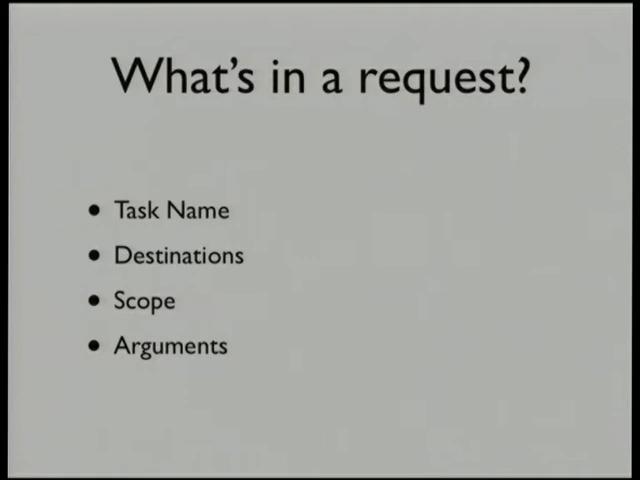 What's in a request?
• Task Name
• Destinations
• Scope
• Arguments